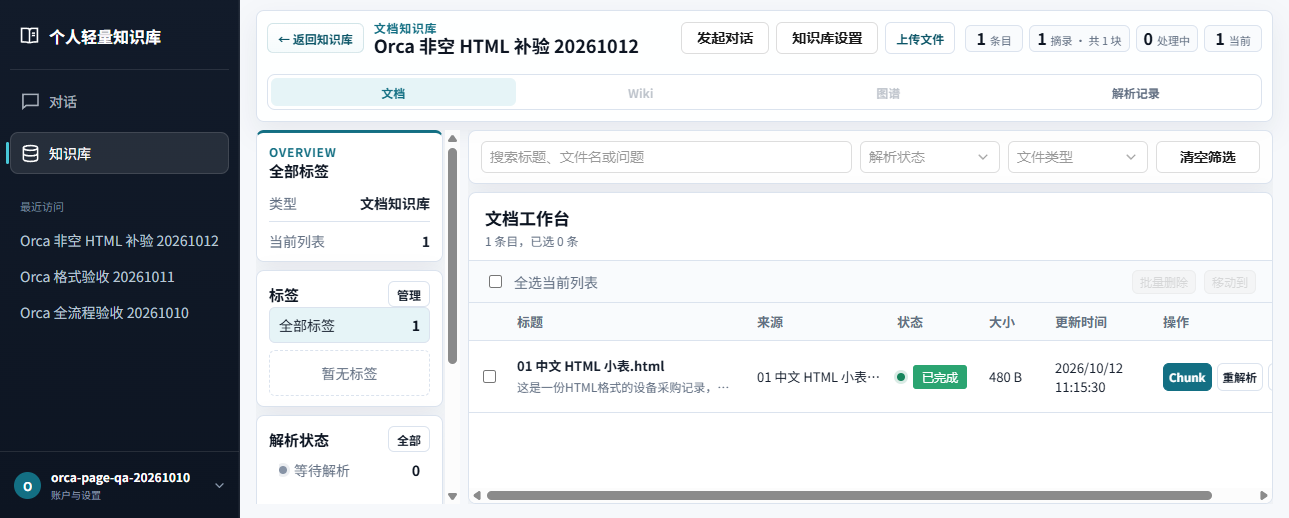 个人轻量知识库
对话
知识库
最近访问
Orca 非空 HTML 补验 20261012
Orca 格式验收 20261011
Orca 全流程验收 20261010
O
orca-page-qa-20261010
账户与设置
← 返回知识库
文档知识库
Orca 非空 HTML 补验 20261012
发起对话
知识库设置
上传文件
1 条目
1 摘录 · 共 1 块
0 处理中
1 当前
文档
Wiki
图谱
解析记录
OVERVIEW
全部标签
类型 文档知识库
当前列表 1
标签 管理
全部标签 1
暂无标签
解析状态 全部
等待解析 0
搜索标题、文件名或问题
解析状态
文件类型
清空筛选
文档工作台
1 条目，已选 0 条
全选当前列表
批量删除
移动到
标题 来源 状态 大小 更新时间 操作
01 中文 HTML 小表.html
这是一份HTML格式的设备采购记录，…
01 中文 HTML 小表…
已完成
480 B
2026/10/12
11:15:30
Chunk
重解析